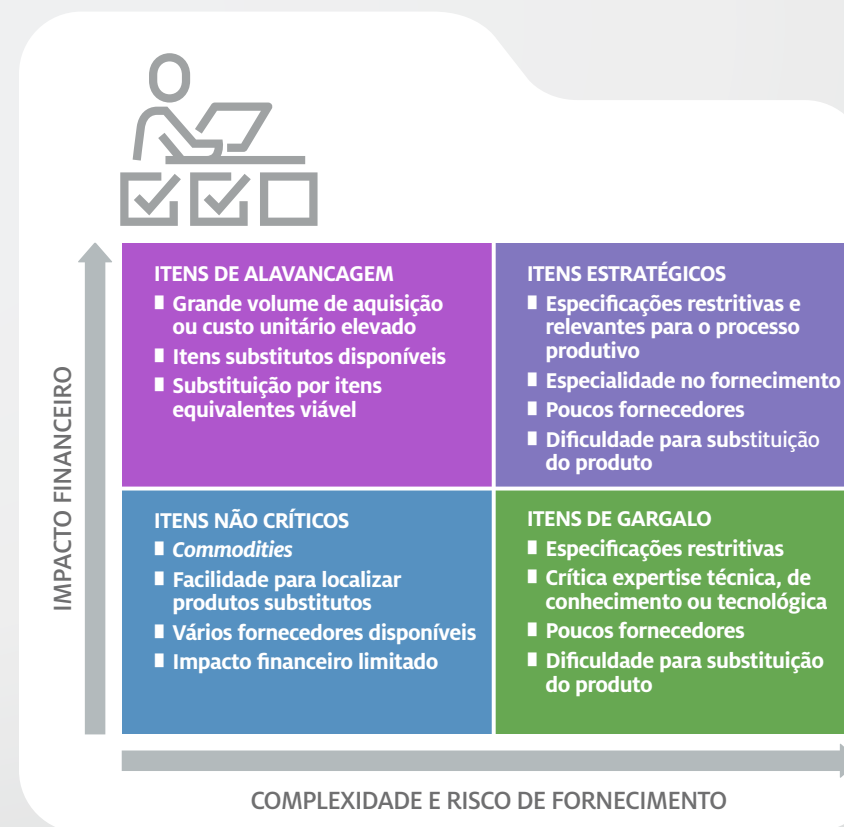 ITENS DE ALAVANCAGEM
Grande volume de aquisição
ou custo unitário elevado
Itens substitutos disponíveis
Substituição por itens
equivalentes viável
ITENS ESTRATÉGICOS
Especificações restritivas e
relevantes para o processo
produtivo
Especialidade no fornecimento
Poucos fornecedores
Dificuldade para substituição
do produto
ITENS NÃO CRÍTICOS
Commodities
Facilidade para localizar
produtos substitutos
Vários fornecedores disponíveis
Impacto financeiro limitado
ITENS DE GARGALO
Especificações restritivas
Crítica expertise técnica, de
conhecimento ou tecnológica
Poucos fornecedores
Dificuldade para substituição
do produto
IMPACTO FINANCEIRO
COMPLEXIDADE E RISCO DE FORNECIMENTO